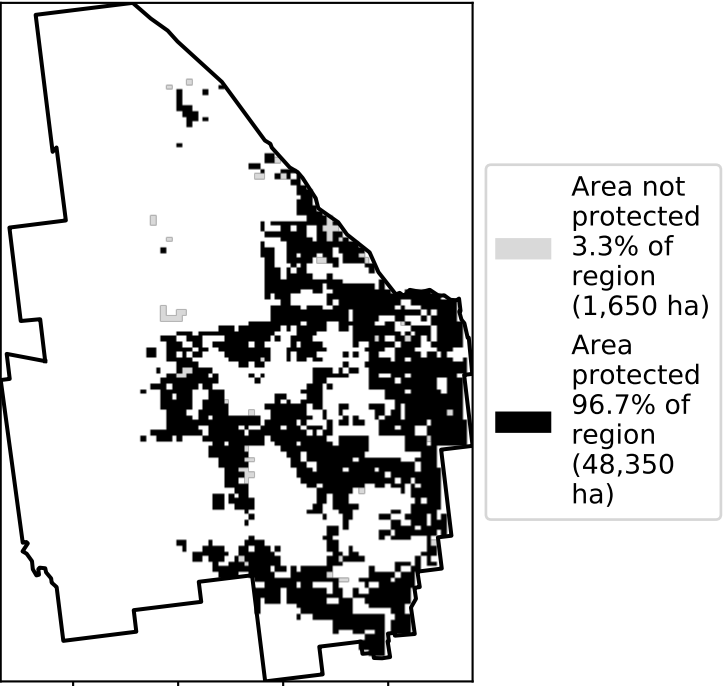 Area not
protected
3.3% of
region
(1,650 ha)
Area
protected
96.7% of
region
(48,350
ha)